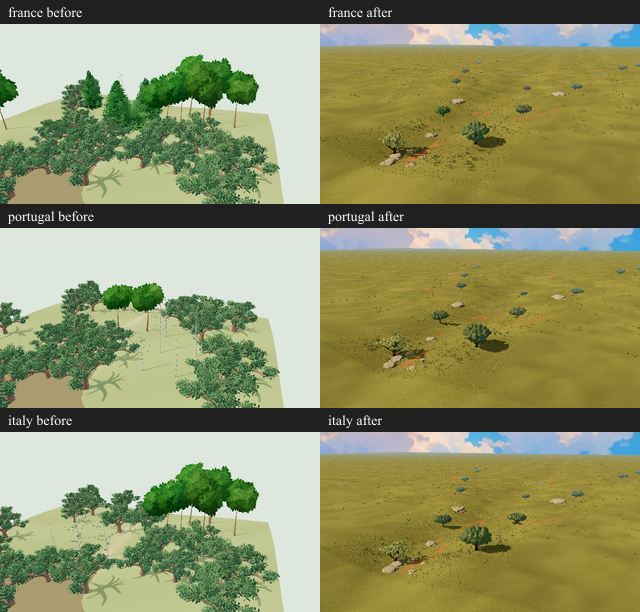 france before
france after
portugal before
portugal after
italy before
italy after